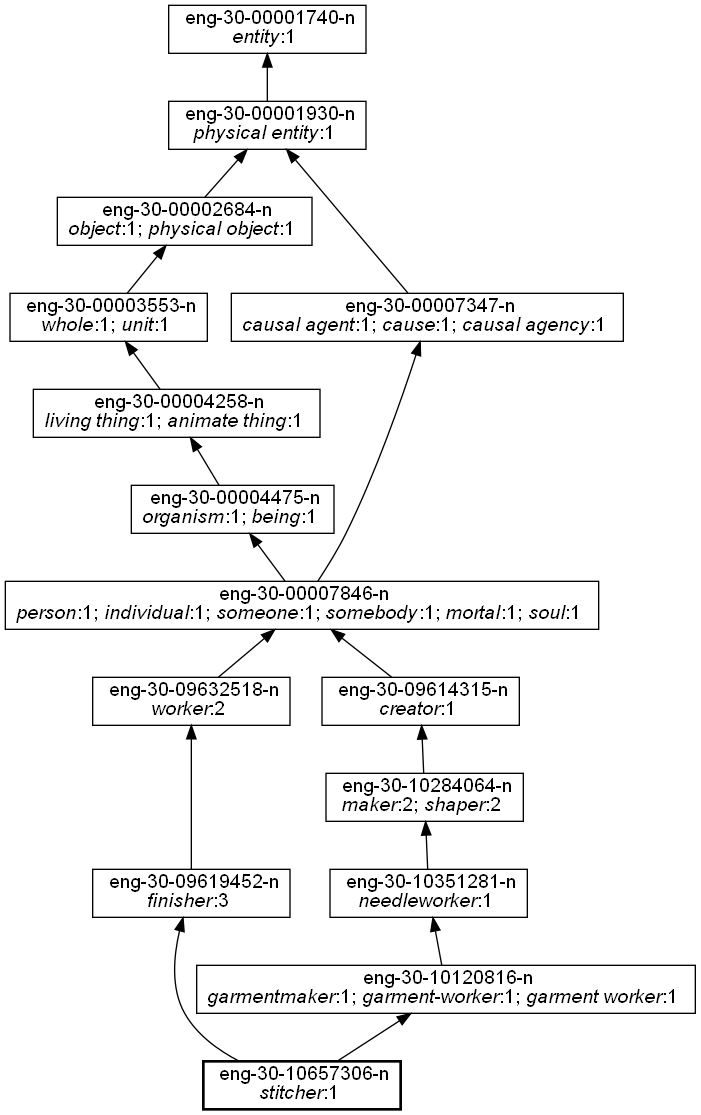 eng-30-00001740-n
entity:1
eng-30-00001930-n
physical entity:1
eng-30-00002684-n
object:1; physical object:1
eng-30-00003553-n
whole:1; unit:1
eng-30-00007347-n
causal agent:1; cause:1; causal agency:1
eng-30-00004258-n
living thing:1; animate thing:1
eng-30-00004475-n
organism:1; being:1
eng-30-00007846-n
person:1; individual:1; someone:1; somebody:1; mortal:1; soul:1
eng-30-09632518-n
worker:2
eng-30-09614315-n
creator:1
eng-30-10284064-n
maker:2; shaper:2
eng-30-09619452-n
finisher:3
eng-30-10351281-n
needleworker:1
eng-30-10120816-n
garmentmaker:1; garment-worker:1; garment worker:1
eng-30-10657306-n
stitcher:1